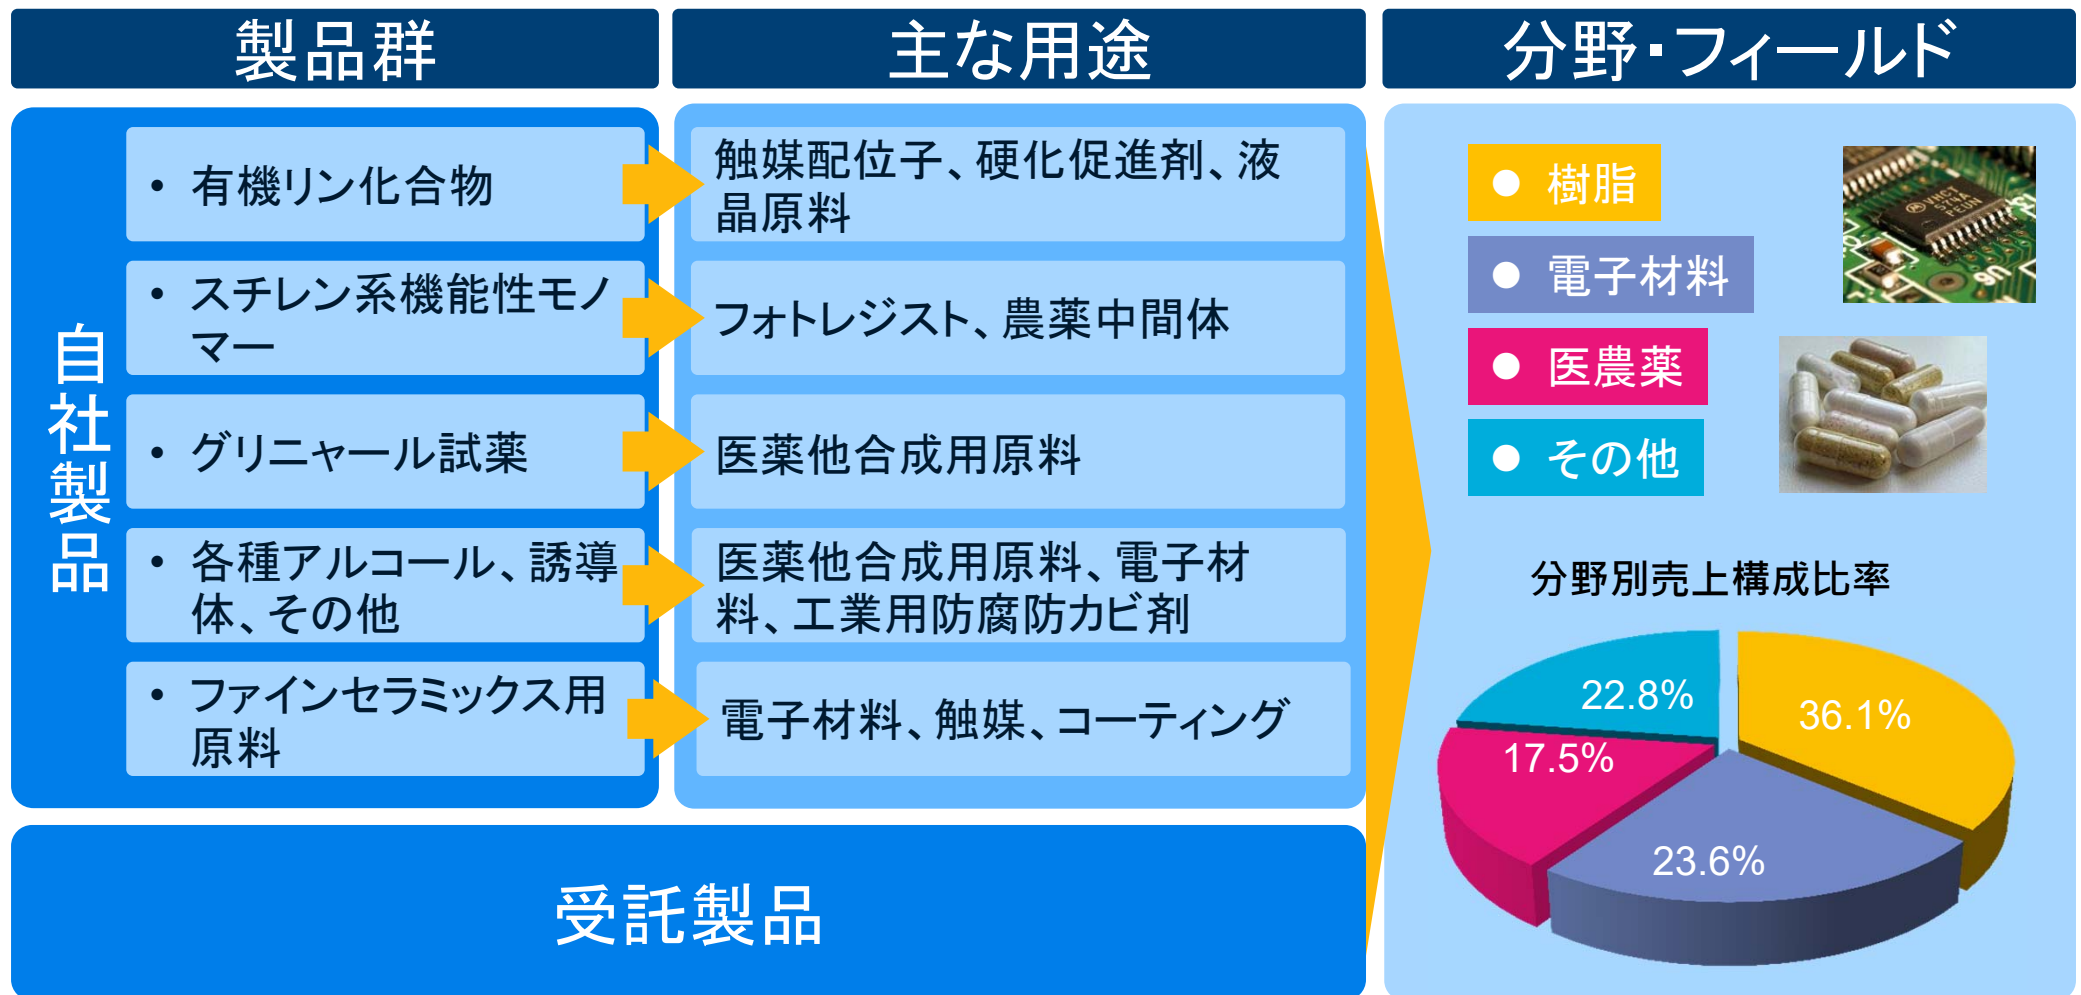 製品群
主な用途
分野・フィールド
自社製品
• 有機リン化合物
触媒配位子、硬化促進剤、液
晶原料
• スチレン系機能性モノ
マー
フォトレジスト、農薬中間体
• グリニャール試薬
医薬他合成用原料
• 各種アルコール、誘導
体、その他
医薬他合成用原料、電子材
料、工業用防腐防カビ剤
• ファインセラミックス用
原料
電子材料、触媒、コーティング
受託製品
● 樹脂
● 電子材料
● 医農薬
● その他
分野別売上構成比率
22.8%
36.1%
17.5%
23.6%